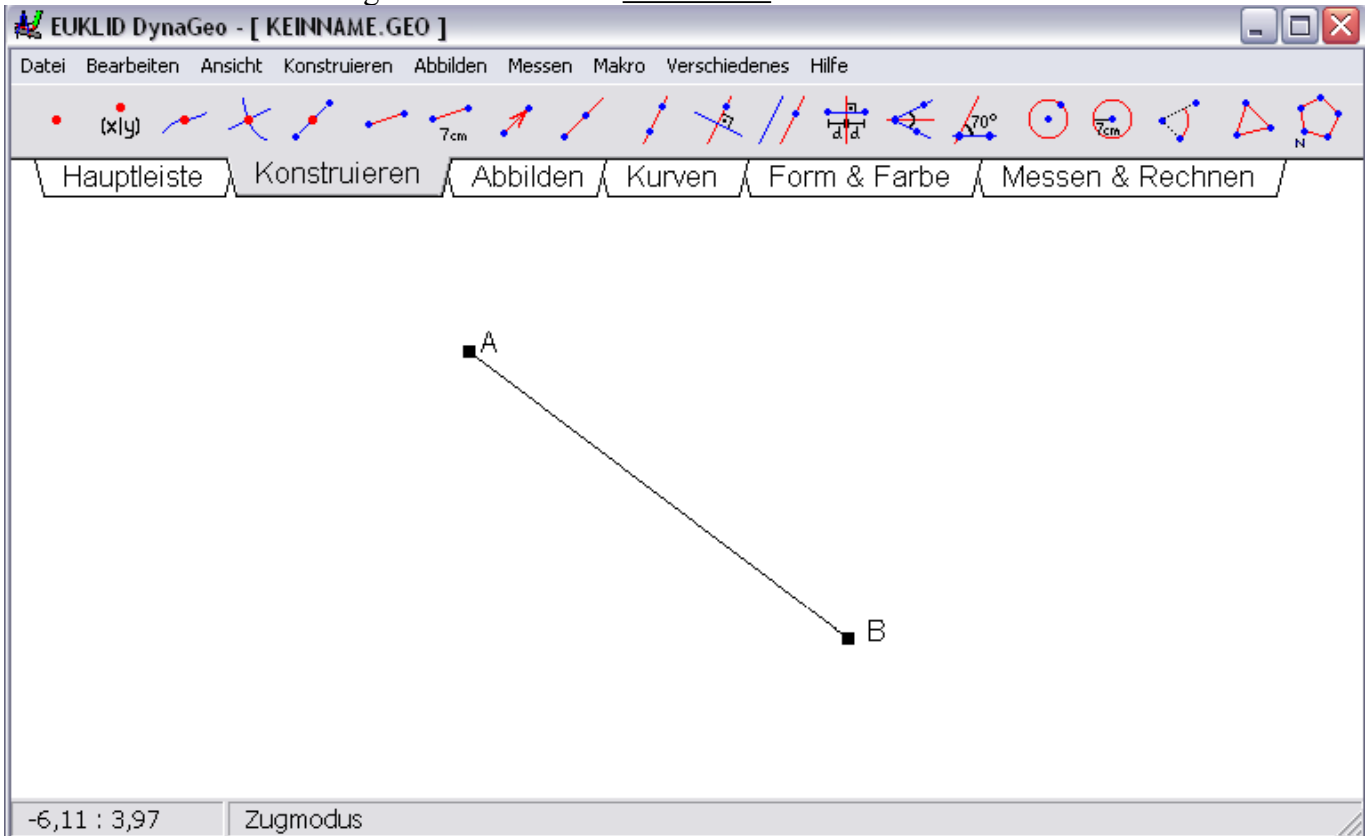 EUKLID DynaGeo - [ KEINNAME.GEO ]
Datei Bearbeiten Ansicht Konstruieren Abbilden Messen Makro Verschiedenes Hilfe
(x|y) 7cm d d 70° 7cm N
Hauptleiste Konstruieren Abbilden Kurven Form & Farbe Messen & Rechnen
A
B
-6,11 : 3,97 Zugmodus